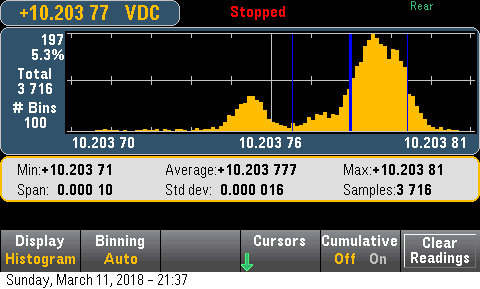 +10.203 77 VDC
Stopped
Rear
197
5.3%
Total
3 716
# Bins
100
10.203 70 10.203 76 10.203 81
Min:+10.203 71 Average:+10.203 777 Max:+10.203 81
Span: 0.000 10 Std dev: 0.000 016 Samples:3 716
Display Binning Cursors Cumulative Clear
Histogram Auto Off On Readings
Sunday, March 11, 2018 – 21:37